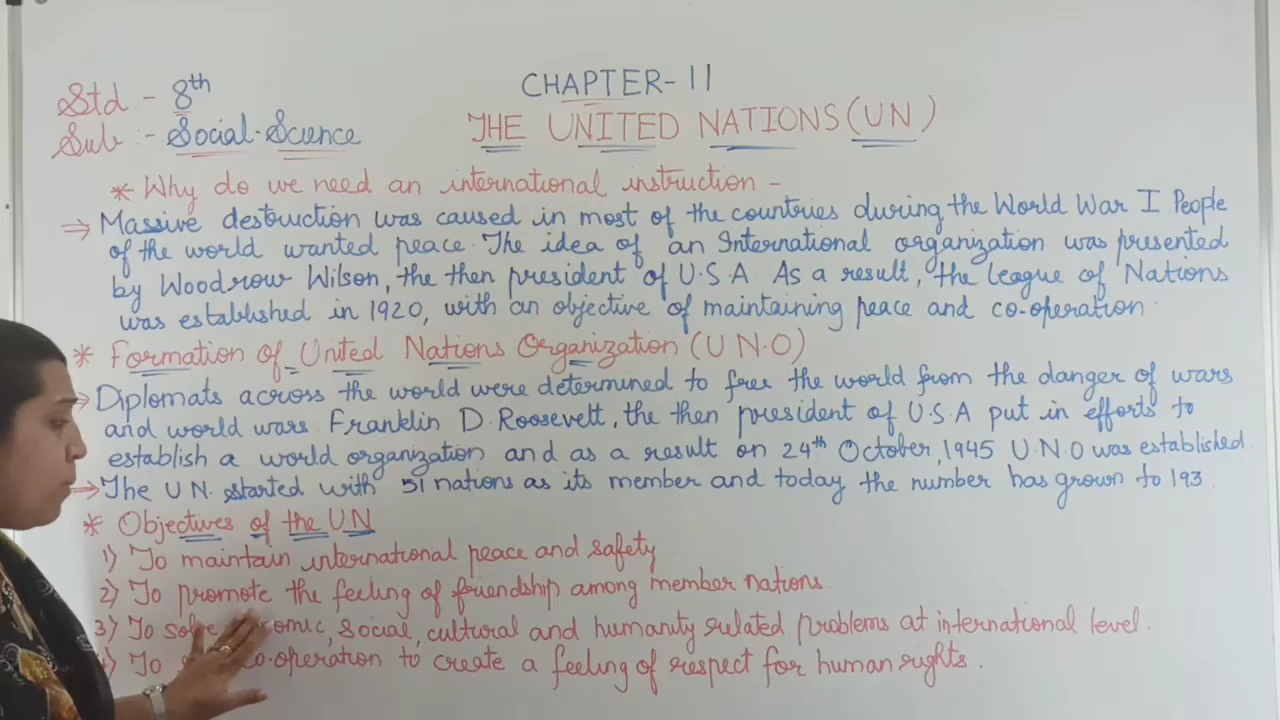 Std - 8th
Sub :- Social Science
CHAPTER-11
THE UNITED NATIONS (UN)
* Why do we need an international instruction -
⇒ Massive destruction was caused in most of the countries during the World War I People
of the world wanted peace. The idea of an International organization was presented
by Woodrow Wilson, the then president of U.S.A. As a result, the League of Nations
was established in 1920, with an objective of maintaining peace and co-operation.
* Formation of United Nations Organization (U N.O)
⇒ Diplomats across the world were determined to free the world from the danger of wars
and world wars. Franklin D. Roosevelt, the then president of U.S.A put in efforts to
establish a world organization and as a result on 24th October, 1945 U.N.O was established.
⇒ The U N. started with 51 nations as its member and today the number has grown to 193
* Objectives of the U N
1) To maintain international peace and safety
2) To promote the feeling of friendship among member nations.
3) To solve social, cultural and humanity related problems at international level.
To co-operation to create a feeling of respect for human rights.